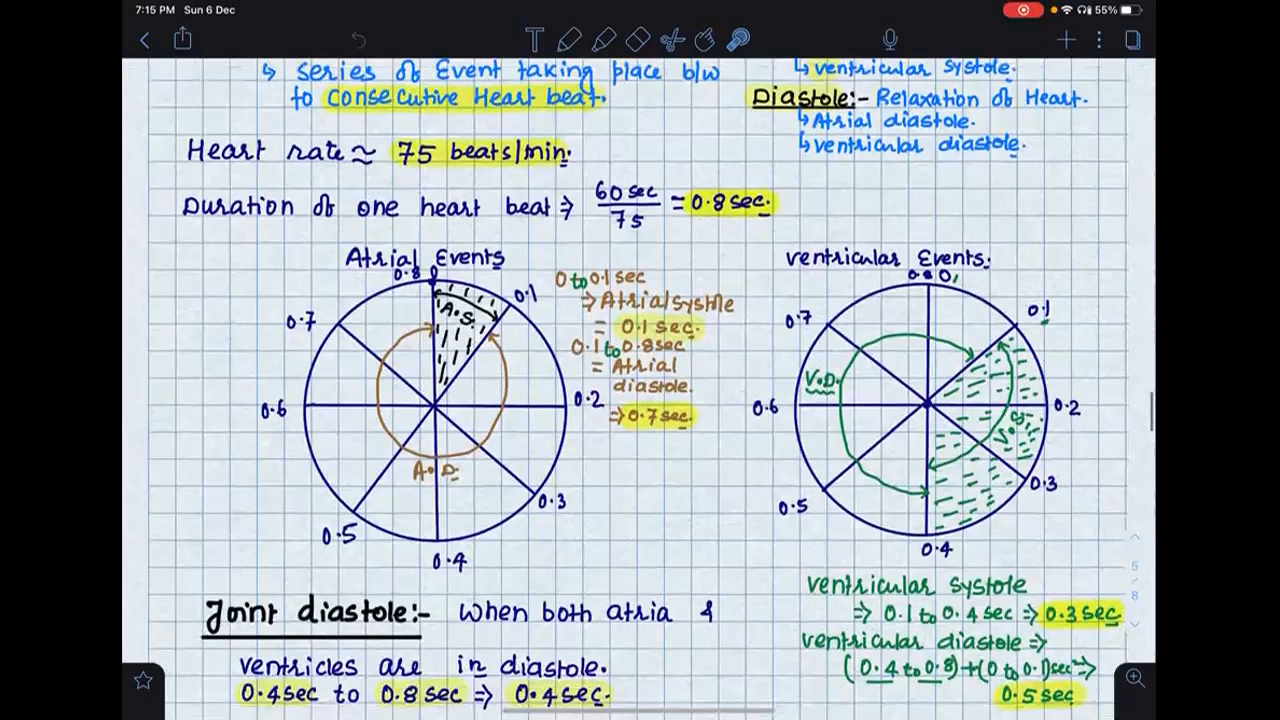 7:15 PM Sun 6 Dec
55%
↳ series of Event taking place b/w
to consecutive Heart beat.
↳ ventricular systole.
Diastole:- Relaxation of Heart.
↳ Atrial diastole.
↳ ventricular diastole.
Heart rate ≈ 75 beats/min.
Duration of one heart beat ⇒ 60 sec / 75 = 0.8 sec.
Atrial Events
0.8 0
0.1
0.2
0.3
0.4
0.5
0.6
0.7
A.S.
A.D.
0 to 0.1 sec
⇒ Atrial systole
= 0.1 sec.
0.1 to 0.8 sec
= Atrial
diastole.
⇒ 0.7 sec.
ventricular Events.
0.8 0
0.1
0.2
0.3
0.4
0.5
0.6
0.7
V.D.
V.S.
ventricular systole
⇒ 0.1 to 0.4 sec ⇒ 0.3 sec
ventricular diastole ⇒
(0.4 to 0.8) + (0 to 0.1) sec ⇒
0.5 sec
Joint diastole:- When both atria &
ventricles are in diastole.
0.4 sec to 0.8 sec ⇒ 0.4 sec.
5
8